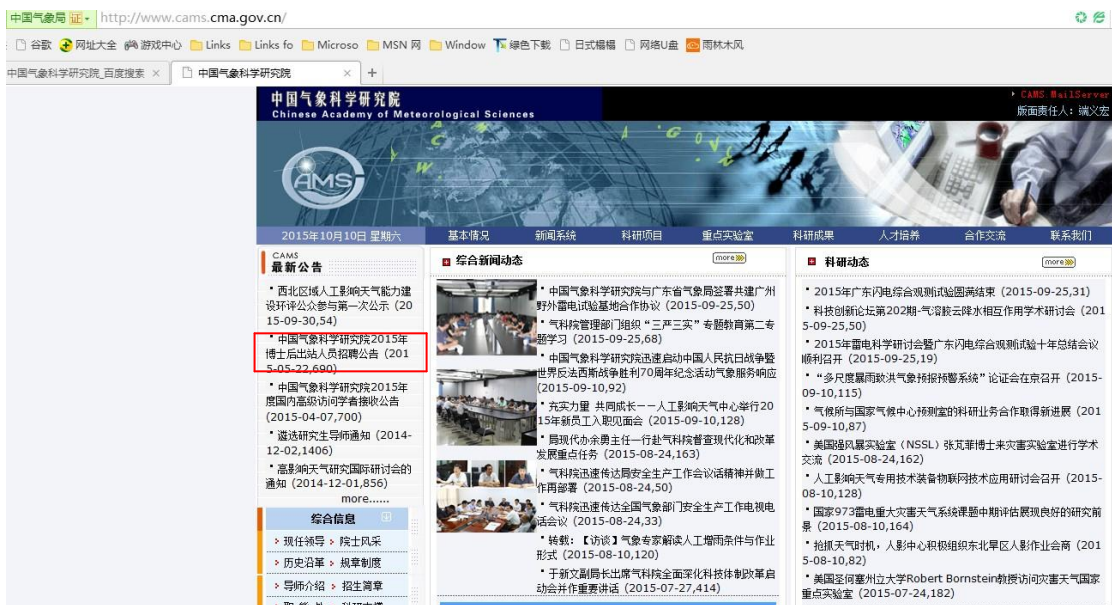 中国气象局 证 http://www.cams.cma.gov.cn/
谷歌 网址大全 游戏中心 Links Links fo Microso MSN 网 Window 绿色下载 日式榻榻 网络U盘 雨林木风
中国气象科学研究院_百度搜索 × 中国气象科学研究院 × +
中国气象科学研究院
Chinese Academy of Meteorological Sciences
CAMS MailServer
版面责任人：端义宏
CAMS
2015年10月10日 星期六 基本情况 新闻系统 科研项目 重点实验室 科研成果 人才培养 合作交流 联系我们
CAMS
最新公告
西北区域人工影响天气能力建
设环评公众参与第一次公示（20
15-09-30,54）
中国气象科学研究院2015年
博士后出站人员招聘公告（201
5-05-22,690）
中国气象科学研究院2015年
度国内高级访问学者接收公告
(2015-04-07,700)
遴选研究生导师通知（2014-
12-02,1406）
高影响天气研究国际研讨会的
通知（2014-12-01,856）
more......
综合信息
现任领导 院士风采
历史沿革 规章制度
导师介绍 招生简章
综合新闻动态 more
中国气象科学研究院与广东省气象局签署共建广州
野外雷电试验基地合作协议（2015-09-25,50）
气科院管理部门组织“三严三实”专题教育第二专
题学习（2015-09-25,68）
中国气象科学研究院迅速启动中国人民抗日战争暨
世界反法西斯战争胜利70周年纪念活动气象服务响应
(2015-09-10,92)
充实力量 共同成长——人工影响天气中心举行20
15年新员工入职见面会（2015-09-10,128）
局现代办余勇主任一行赴气科院督查现代化和改革
发展重点任务（2015-08-24,163）
气科院迅速传达局安全生产工作会议精神并做工
作再部署（2015-08-24,50）
气科院迅速传达全国气象部门安全生产工作电视电
话会议（2015-08-24,33）
转载：【访谈】气象专家解读人工增雨条件与作业
形式（2015-08-10,120）
于新文副局长出席气科院全面深化科技体制改革启
动会并作重要讲话（2015-07-27,414）
科研动态 more
2015年广东闪电综合观测试验圆满结束（2015-09-25,31）
科技创新论坛第202期-气溶胶云降水相互作用学术研讨会（201
5-09-25,50）
2015年雷电科学研讨会暨广东闪电综合观测试验十年总结会议
顺利召开（2015-09-25,19）
“多尺度暴雨致洪气象预报预警系统”论证会在京召开（2015-
09-10,115）
气候所与国家气候中心预测室的科研业务合作取得新进展（201
5-09-10,87）
美国强风暴实验室（NSSL）张芃菲博士来灾害实验室进行学术
交流（2015-08-24,162）
人工影响天气专用技术装备物联网技术应用研讨会召开（2015-
08-10,128）
国家973雷电重大灾害天气系统课题中期评估展现良好的研究前
景（2015-08-10,164）
抢抓天气时机，人影中心积极组织东北旱区人影作业会商（201
5-08-10,82）
美国圣何塞州立大学Robert Bornstein教授访问灾害天气国家
重点实验室（2015-07-24,182）